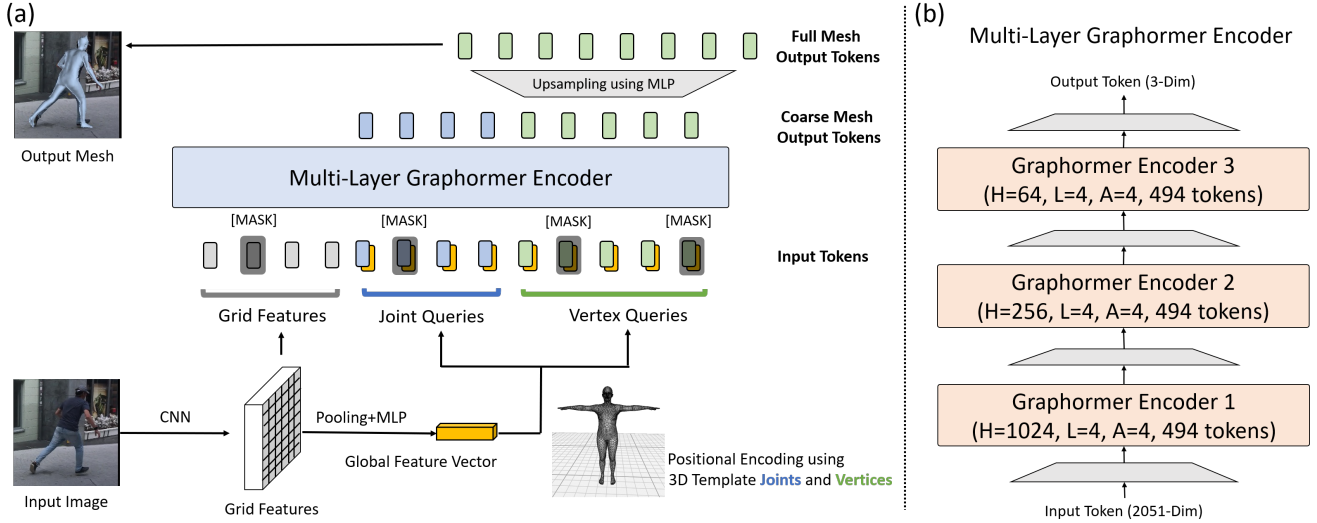 (a)
Full Mesh
Output Tokens
Upsampling using MLP
Coarse Mesh
Output Tokens
Output Mesh
Multi-Layer Graphormer Encoder
[MASK]
[MASK]
[MASK]
[MASK]
Input Tokens
Grid Features
Joint Queries
Vertex Queries
CNN
Pooling+MLP
Global Feature Vector
Positional Encoding using
3D Template Joints and Vertices
Input Image
Grid Features
(b)
Multi-Layer Graphormer Encoder
Output Token (3-Dim)
Graphormer Encoder 3
(H=64, L=4, A=4, 494 tokens)
Graphormer Encoder 2
(H=256, L=4, A=4, 494 tokens)
Graphormer Encoder 1
(H=1024, L=4, A=4, 494 tokens)
Input Token (2051-Dim)